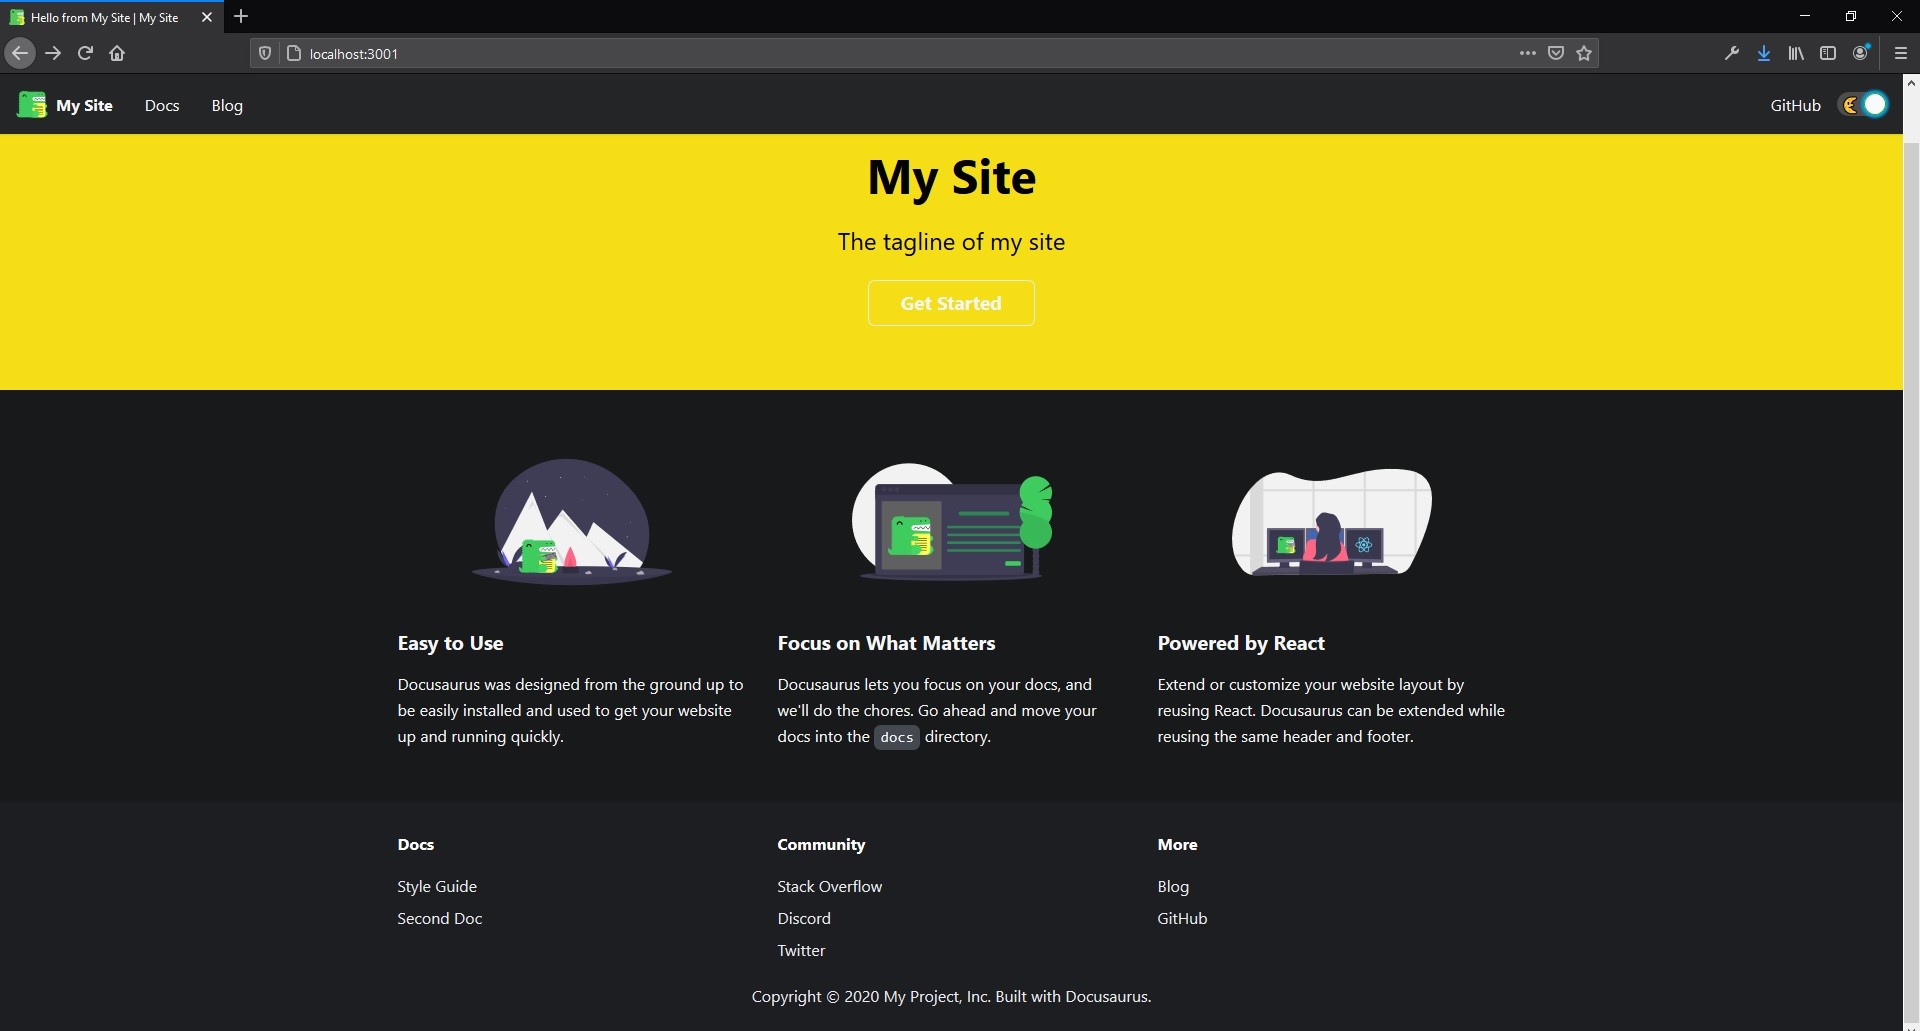 Hello from My Site | My Site
localhost:3001
My Site
Docs
Blog
GitHub
My Site
The tagline of my site
Get Started
Easy to Use
Docusaurus was designed from the ground up to
be easily installed and used to get your website
up and running quickly.
Focus on What Matters
Docusaurus lets you focus on your docs, and
we'll do the chores. Go ahead and move your
docs into the docs directory.
Powered by React
Extend or customize your website layout by
reusing React. Docusaurus can be extended while
reusing the same header and footer.
Docs
Style Guide
Second Doc
Community
Stack Overflow
Discord
Twitter
More
Blog
GitHub
Copyright © 2020 My Project, Inc. Built with Docusaurus.